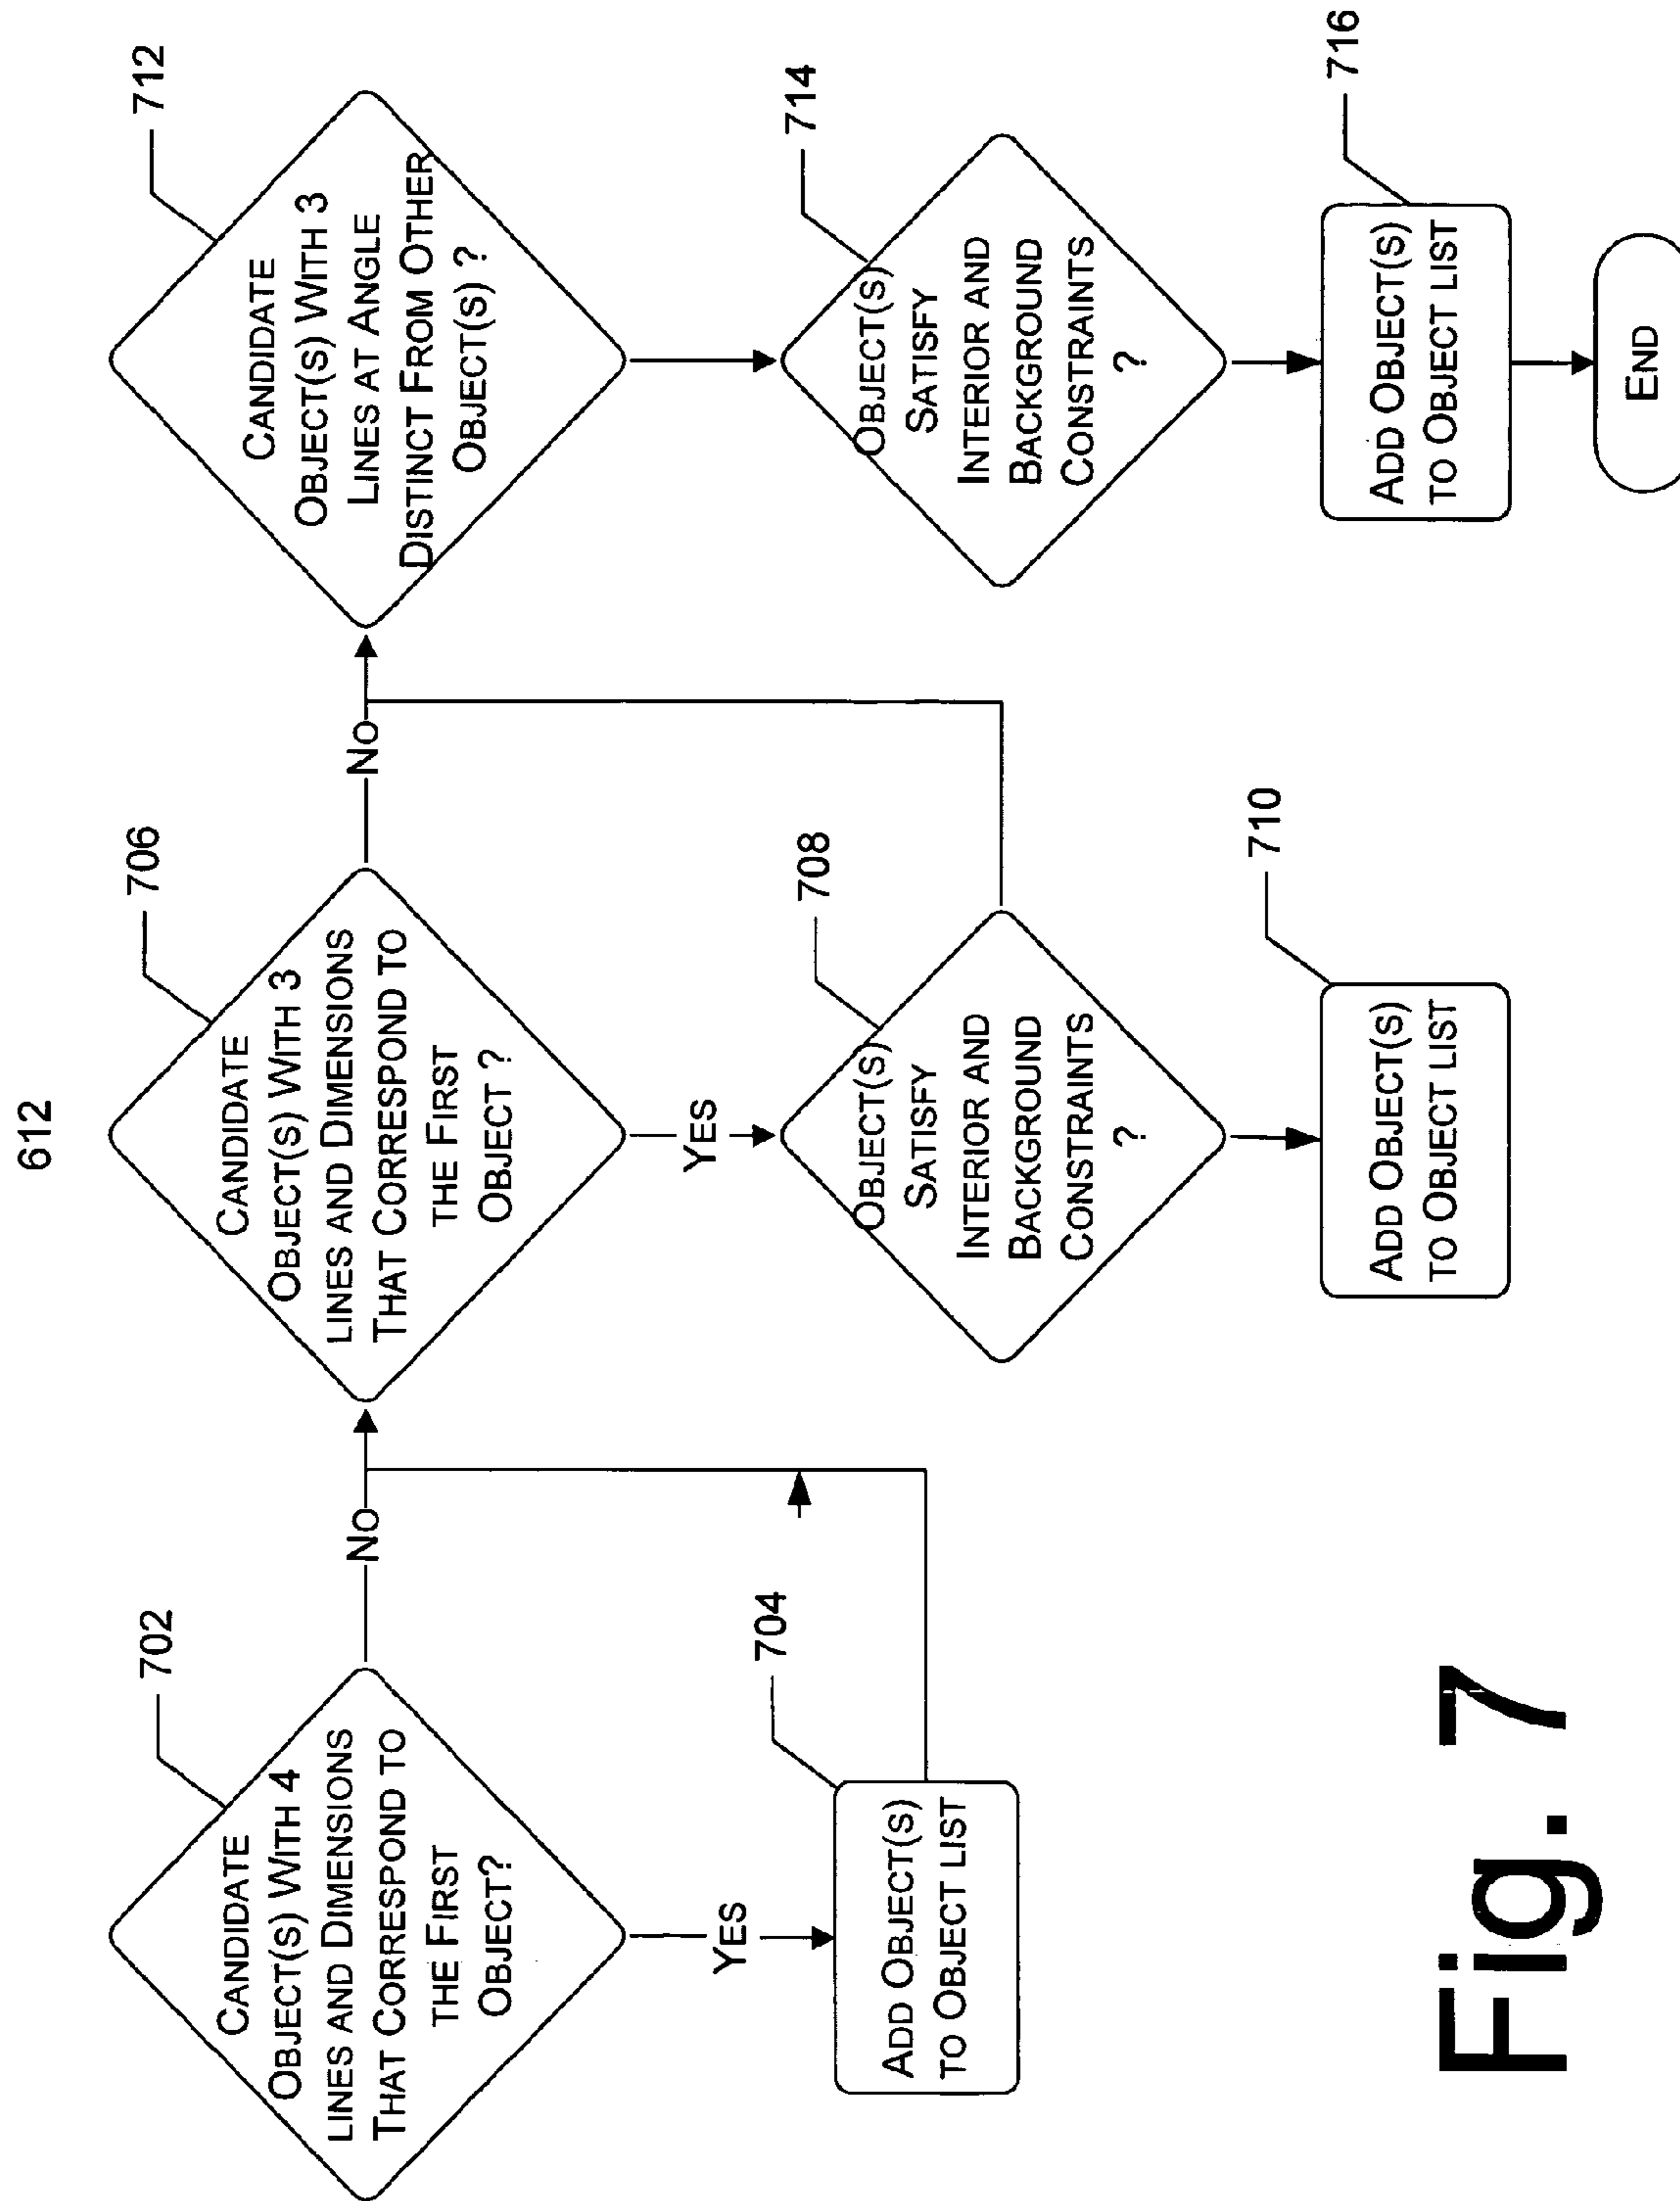 612
702
CANDIDATE
OBJECT(S) WITH 4
LINES AND DIMENSIONS
THAT CORRESPOND TO
THE FIRST
OBJECT?
NO
YES
704
ADD OBJECT(S)
TO OBJECT LIST
706
CANDIDATE
OBJECT(S) WITH 3
LINES AND DIMENSIONS
THAT CORRESPOND TO
THE FIRST
OBJECT ?
NO
YES
708
OBJECT(S)
SATISFY
INTERIOR AND
BACKGROUND
CONSTRAINTS
?
710
ADD OBJECT(S)
TO OBJECT LIST
712
CANDIDATE
OBJECT(S) WITH 3
LINES AT ANGLE
DISTINCT FROM OTHER
OBJECT(S) ?
714
OBJECT(S)
SATISFY
INTERIOR AND
BACKGROUND
CONSTRAINTS
?
716
ADD OBJECT(S)
TO OBJECT LIST
END
Fig. 7